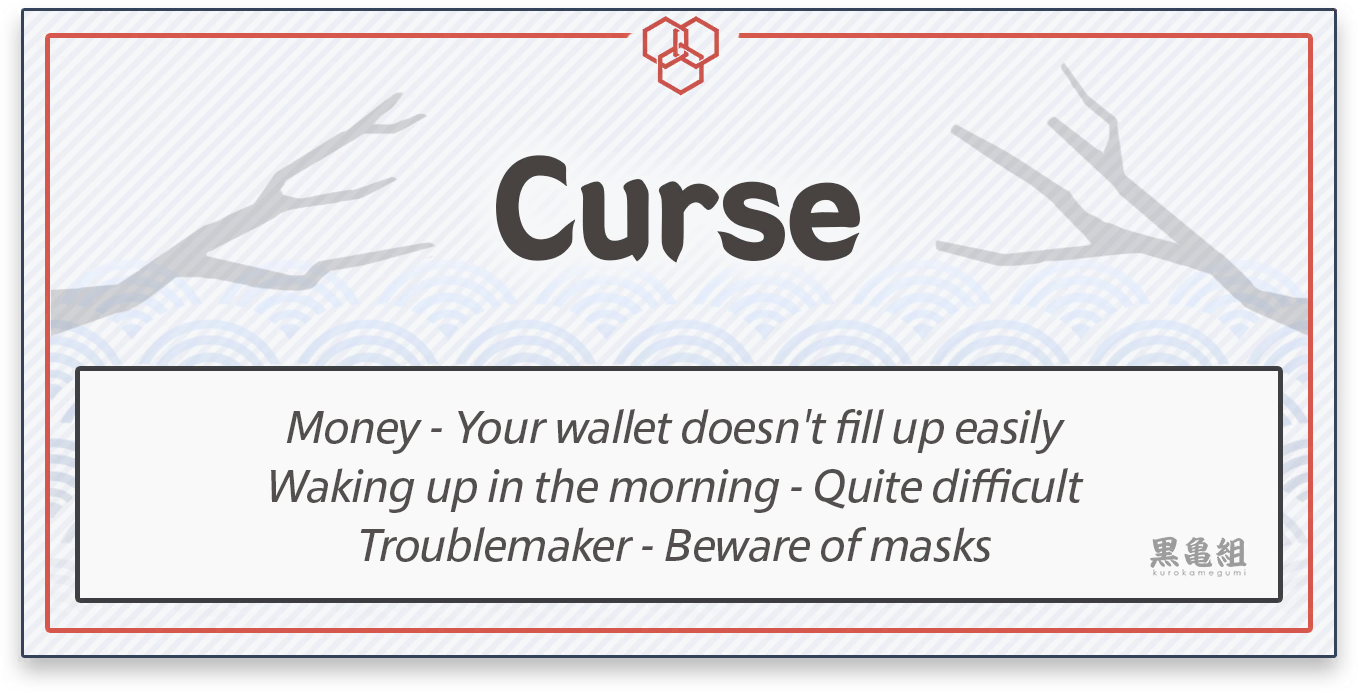 Curse
Money - Your wallet doesn't fill up easily
Waking up in the morning - Quite difficult
Troublemaker - Beware of masks
黒亀組
kurokamegumi